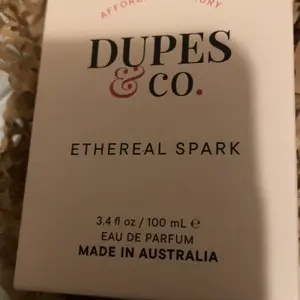 DUPES
& CO.
ETHEREAL SPARK
3.4 fl oz / 100 mL ℮
EAU DE PARFUM
MADE IN AUSTRALIA